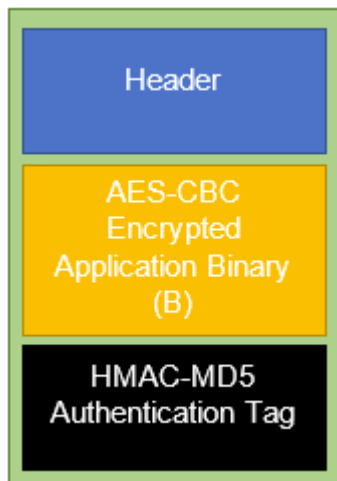 Header
AES-CBC
Encrypted
Application Binary
(B)
HMAC-MD5
Authentication Tag